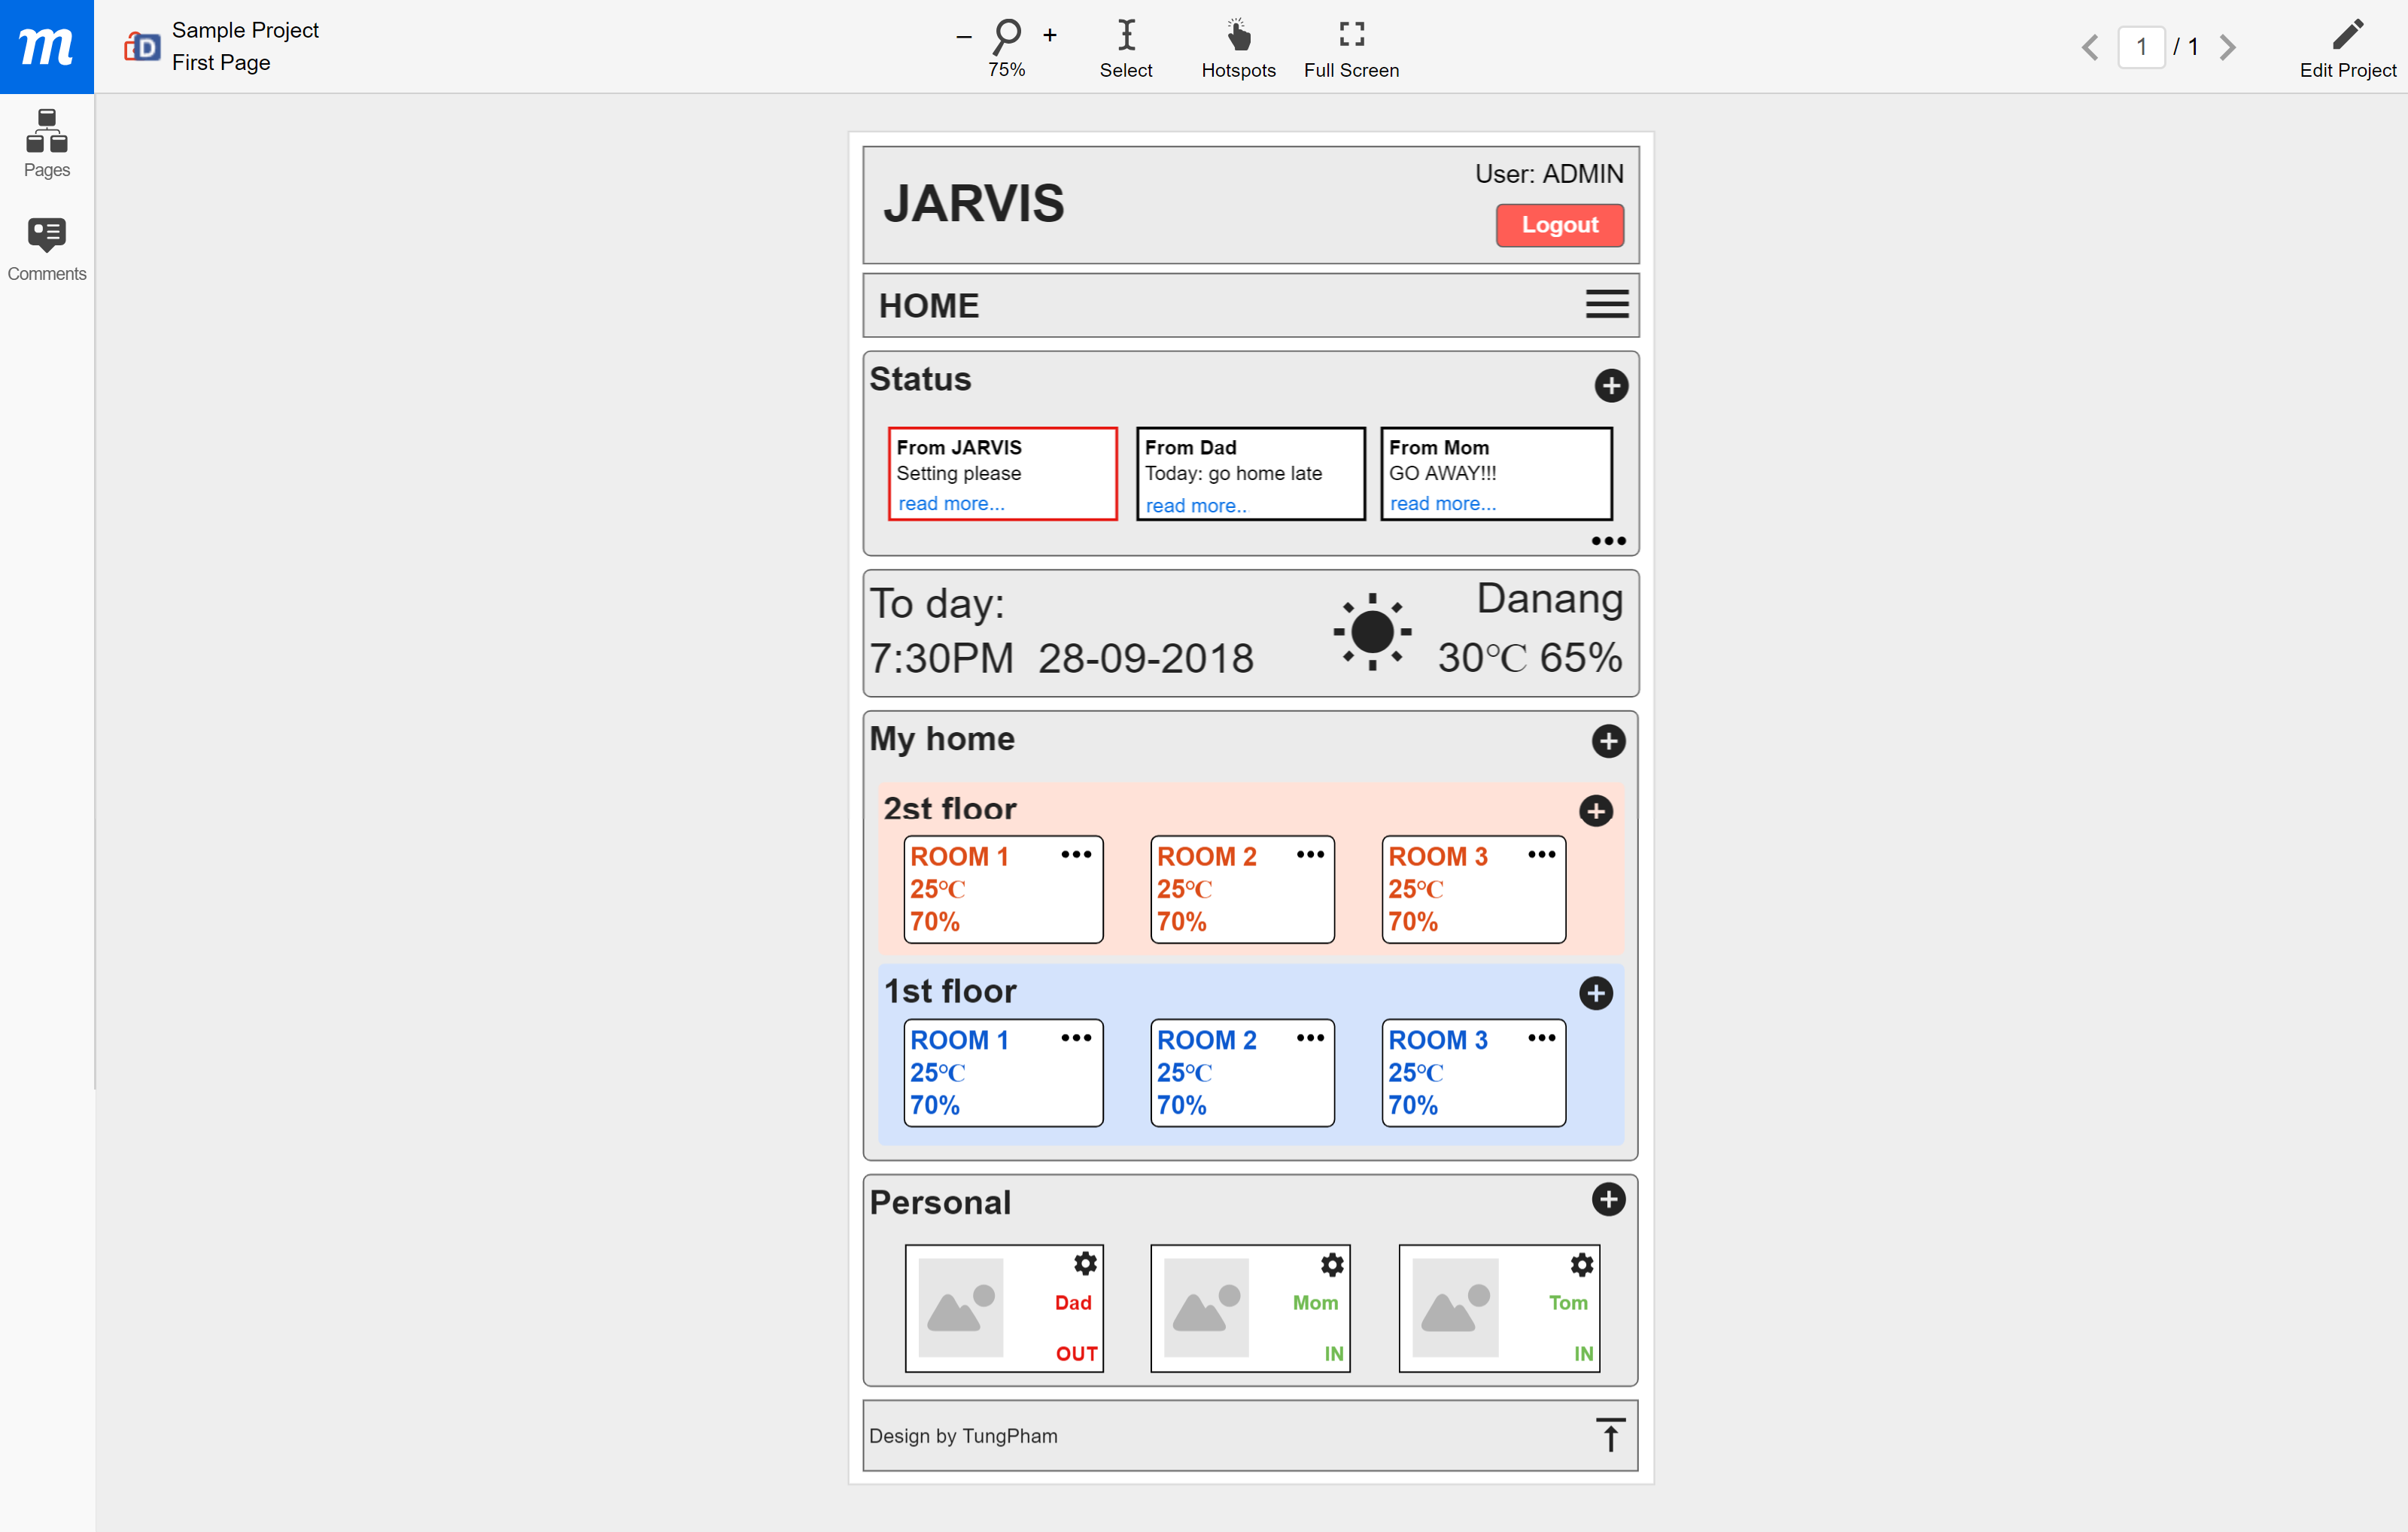 m
D
Sample Project
First Page
– 75% +
Select
Hotspots
Full Screen
1 / 1
Edit Project
Pages
Comments
JARVIS
User: ADMIN
Logout
HOME
Status
From JARVIS
Setting please
read more...
From Dad
Today: go home late
read more..
From Mom
GO AWAY!!!
read more...
To day:
7:30PM 28-09-2018
Danang
30℃ 65%
My home
2st floor
ROOM 1
25℃
70%
ROOM 2
25℃
70%
ROOM 3
25℃
70%
1st floor
ROOM 1
25℃
70%
ROOM 2
25℃
70%
ROOM 3
25℃
70%
Personal
Dad
OUT
Mom
IN
Tom
IN
Design by TungPham